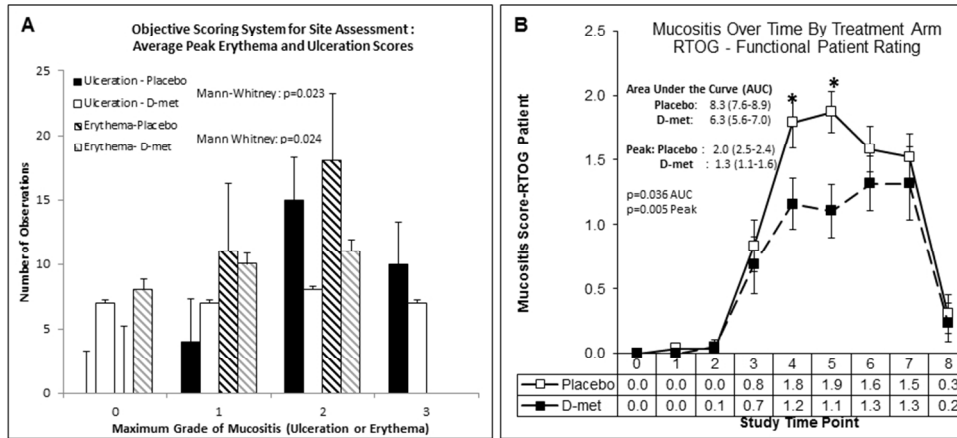 A
Objective Scoring System for Site Assessment :
Average Peak Erythema and Ulceration Scores
25
20
15
10
5
0
Number of Observations
Ulceration - Placebo
Ulceration - D-met
Erythema-Placebo
Erythema- D-met
Mann-Whitney: p=0.023
Mann Whitney: p=0.024
0 1 2 3
Maximum Grade of Mucositis (Ulceration or Erythema)
B
Mucositis Over Time By Treatment Arm
RTOG - Functional Patient Rating
2.5
2.0
1.5
1.0
0.5
0.0
Mucositis Score-RTOG Patient
Area Under the Curve (AUC)
Placebo: 8.3 (7.6-8.9)
D-met: 6.3 (5.6-7.0)
Peak: Placebo : 2.0 (2.5-2.4)
D-met : 1.3 (1.1-1.6)
p=0.036 AUC
p=0.005 Peak
* *
0 1 2 3 4 5 6 7 8
Placebo 0.0 0.0 0.0 0.8 1.8 1.9 1.6 1.5 0.3
D-met 0.0 0.0 0.1 0.7 1.2 1.1 1.3 1.3 0.2
Study Time Point